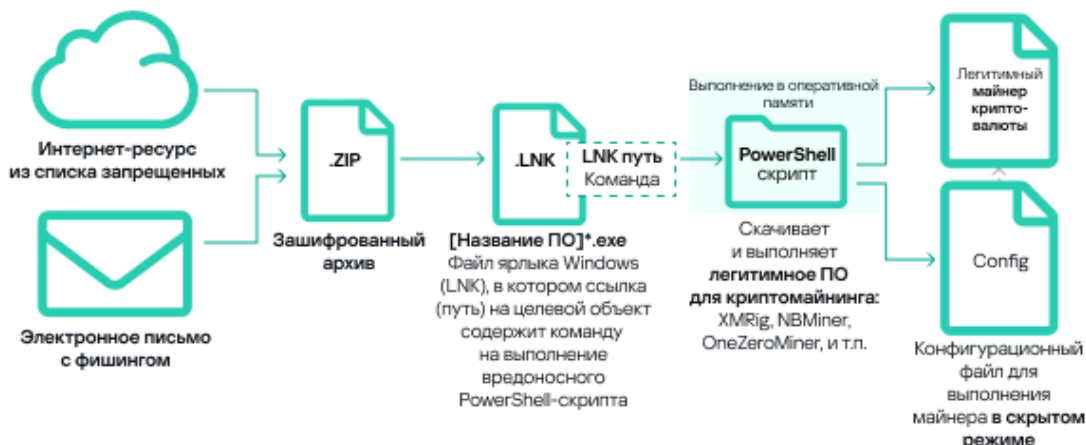 Интернет-ресурс
из списка запрещенных
Электронное письмо
с фишингом
.ZIP
Зашифрованный
архив
.LNK
LNK путь
Команда
[Название ПО]*.exe
Файл ярлыка Windows
(LNK), в котором ссылка
(путь) на целевой объект
содержит команду
на выполнение
вредоносного
PowerShell-скрипта
Выполнение в оперативной
памяти
PowerShell
скрипт
Скачивает
и выполняет
легитимное ПО
для криптомайнинга:
XMRig, NBMiner,
OneZeroMiner, и т.п.
Легитимный
майнер
крипто-
валюты
Config
Конфигурационный
файл для
выполнения
майнера в скрытом
режиме